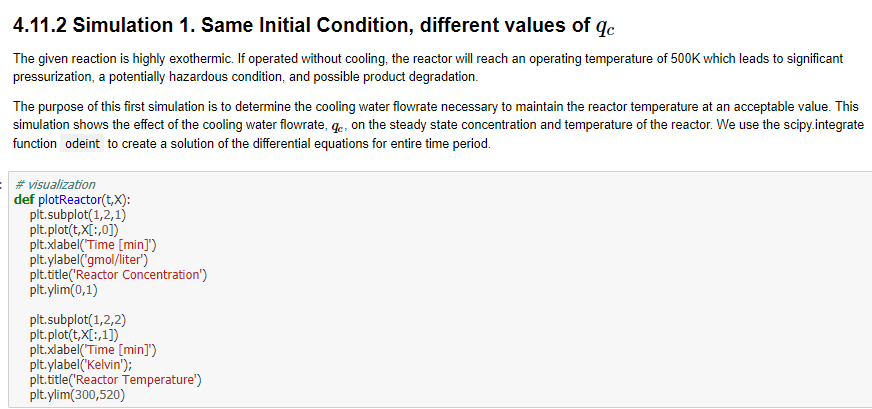 4.11.2 Simulation 1. Same Initial Condition, different values of qc
The given reaction is highly exothermic. If operated without cooling, the reactor will reach an operating temperature of 500K which leads to significant
pressurization, a potentially hazardous condition, and possible product degradation.
The purpose of this first simulation is to determine the cooling water flowrate necessary to maintain the reactor temperature at an acceptable value. This
simulation shows the effect of the cooling water flowrate, qc, on the steady state concentration and temperature of the reactor. We use the scipy.integrate
function odeint to create a solution of the differential equations for entire time period.
:
# visualization
def plotReactor(t,X):
    plt.subplot(1,2,1)
    plt.plot(t,X[:,0])
    plt.xlabel('Time [min]')
    plt.ylabel('gmol/liter')
    plt.title('Reactor Concentration')
    plt.ylim(0,1)
    plt.subplot(1,2,2)
    plt.plot(t,X[:,1])
    plt.xlabel('Time [min]')
    plt.ylabel('Kelvin');
    plt.title('Reactor Temperature')
    plt.ylim(300,520)